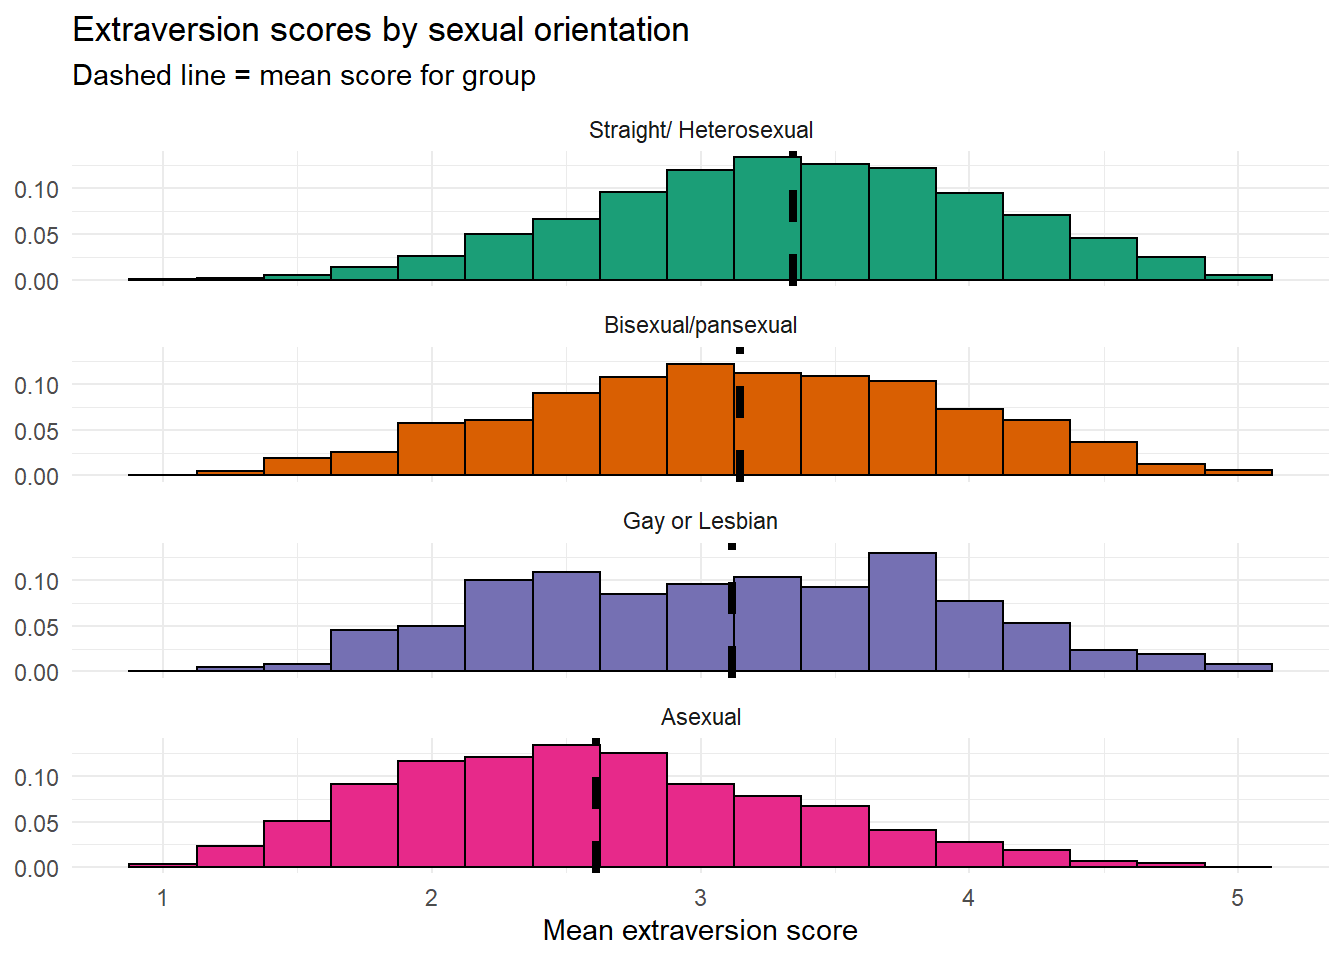 Extraversion scores by sexual orientation
Dashed line = mean score for group
Straight/ Heterosexual
0.10
0.05
0.00
Bisexual/pansexual
0.10
0.05
0.00
Gay or Lesbian
0.10
0.05
0.00
Asexual
0.10
0.05
0.00
1 2 3 4 5
Mean extraversion score